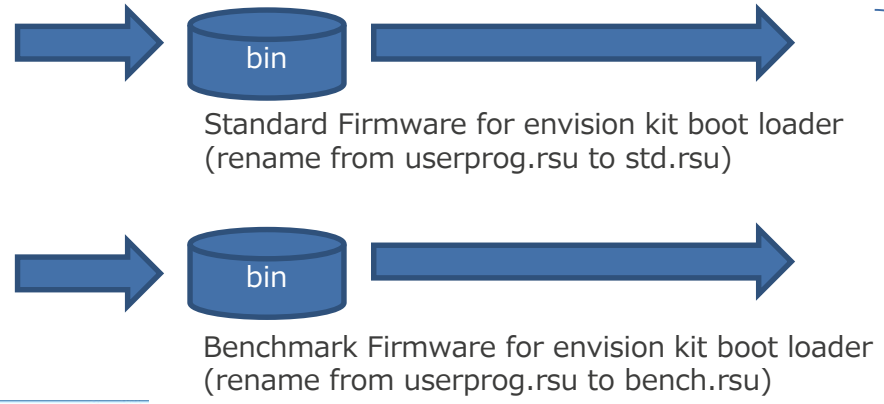 bin
Standard Firmware for envision kit boot loader
(rename from userprog.rsu to std.rsu)
bin
Benchmark Firmware for envision kit boot loader
(rename from userprog.rsu to bench.rsu)